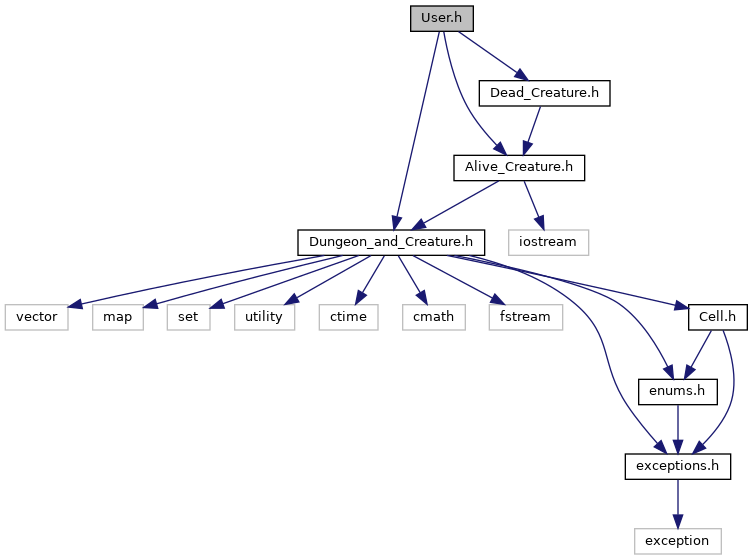 User.h
Dead_Creature.h
Alive_Creature.h
Dungeon_and_Creature.h
iostream
vector
map
set
utility
ctime
cmath
fstream
Cell.h
enums.h
exceptions.h
exception